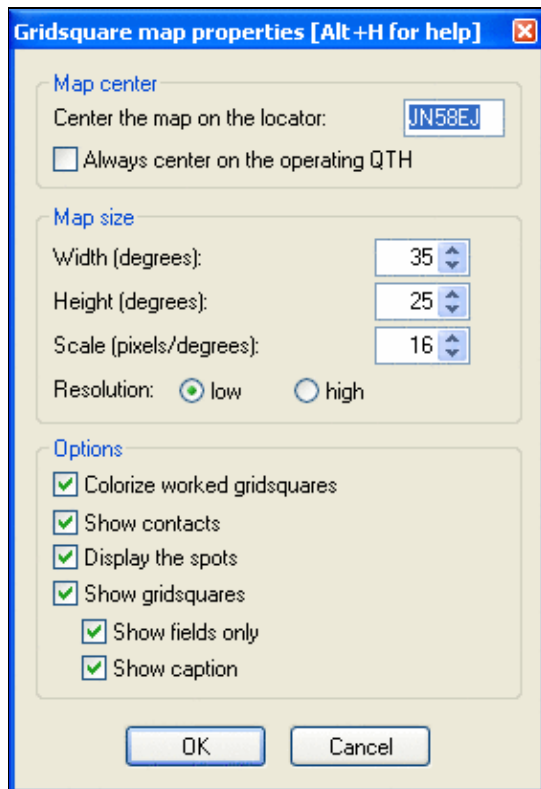 Gridsquare map properties [Alt+H for help]
Map center
Center the map on the locator: JN58EJ
Always center on the operating QTH
Map size
Width (degrees): 35
Height (degrees): 25
Scale (pixels/degrees): 16
Resolution: low high
Options
Colorize worked gridsquares
Show contacts
Display the spots
Show gridsquares
Show fields only
Show caption
OK Cancel